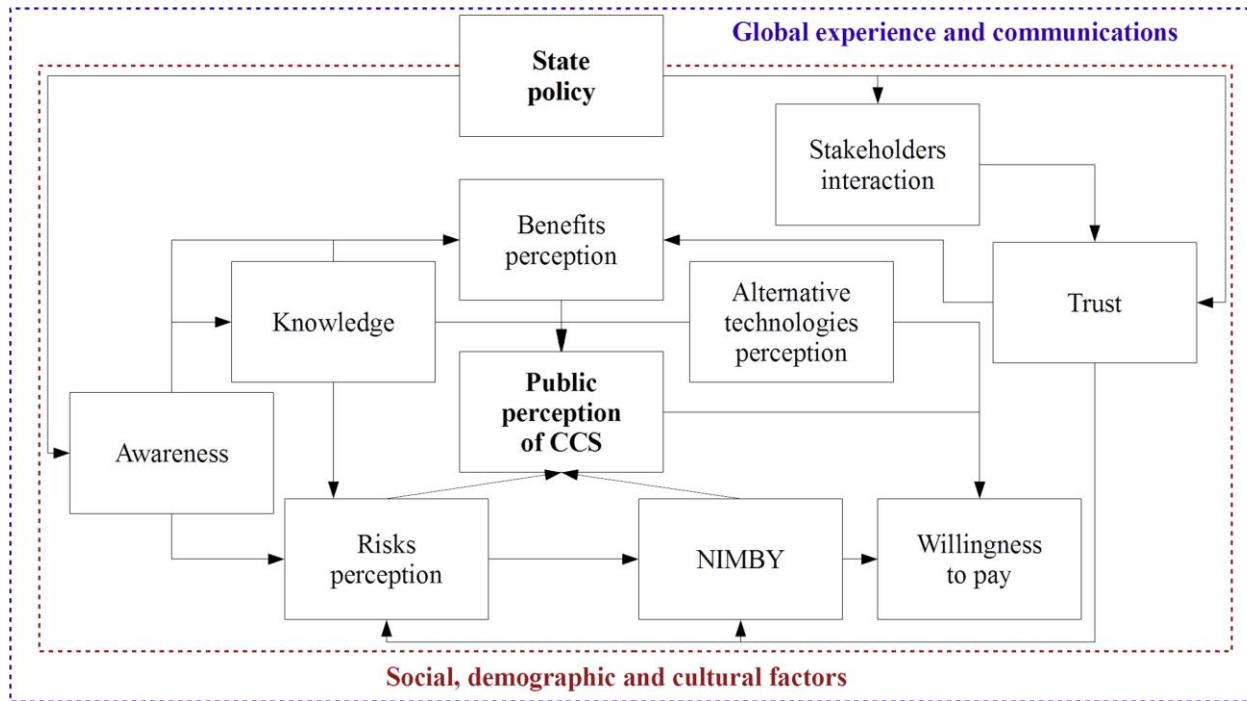 Global experience and communications
State
policy
Stakeholders
interaction
Benefits
perception
Knowledge
Alternative
technologies
perception
Trust
Public
perception
of CCS
Awareness
Risks
perception
NIMBY
Willingness
to pay
Social, demographic and cultural factors